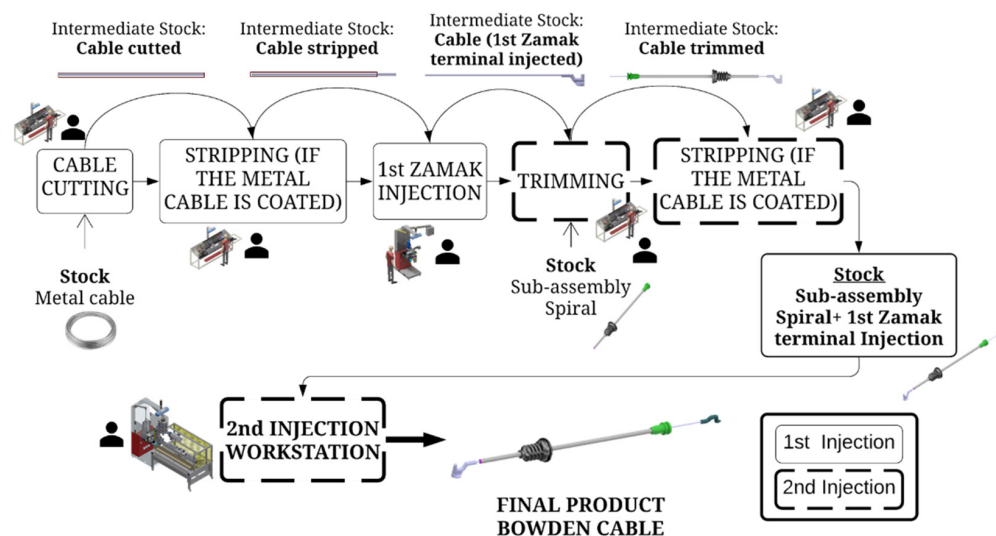 Intermediate Stock:
Cable cutted
Intermediate Stock:
Cable stripped
Intermediate Stock:
Cable (1st Zamak
terminal injected)
Intermediate Stock:
Cable trimmed
CABLE
CUTTING
STRIPPING (IF
THE METAL
CABLE IS COATED)
1st ZAMAK
INJECTION
TRIMMING
STRIPPING (IF
THE METAL
CABLE IS COATED)
Stock
Metal cable
Stock
Sub-assembly
Spiral
Stock
Sub-assembly
Spiral+ 1st Zamak
terminal Injection
2nd INJECTION
WORKSTATION
FINAL PRODUCT
BOWDEN CABLE
1st Injection
2nd Injection